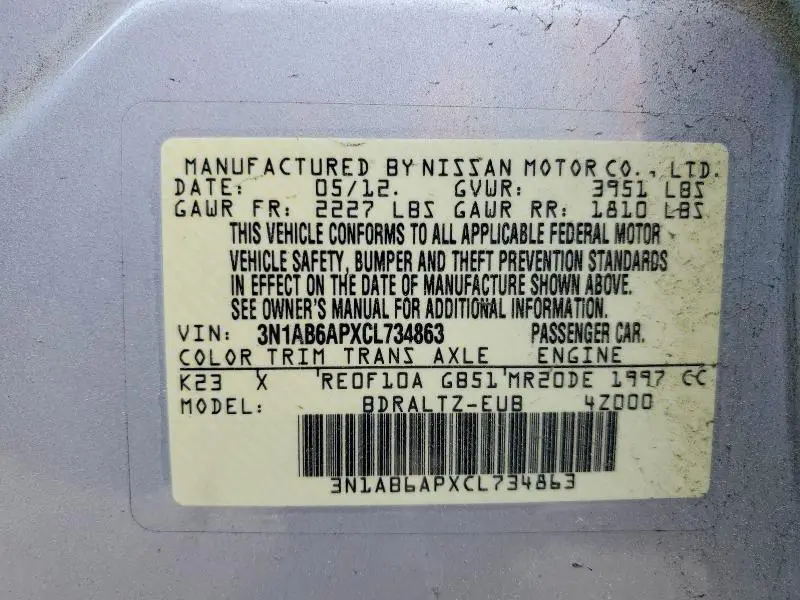 MANUFACTURED BY NISSAN MOTOR CO., LTD.
DATE: 05/12. GVWR: 3951 LBS
GAWR FR: 2227 LBS GAWR RR: 1810 LBS
THIS VEHICLE CONFORMS TO ALL APPLICABLE FEDERAL MOTOR
VEHICLE SAFETY, BUMPER AND THEFT PREVENTION STANDARDS
IN EFFECT ON THE DATE OF MANUFACTURE SHOWN ABOVE.
SEE OWNER'S MANUAL FOR ADDITIONAL INFORMATION.
VIN: 3N1AB6APXCL734863 PASSENGER CAR.
COLOR TRIM TRANS AXLE ENGINE
K23 X RE0F10A GB51 MR20DE 1997 CC
MODEL: BDRALTZ-EUB 4Z000
3N1AB6APXCL734863